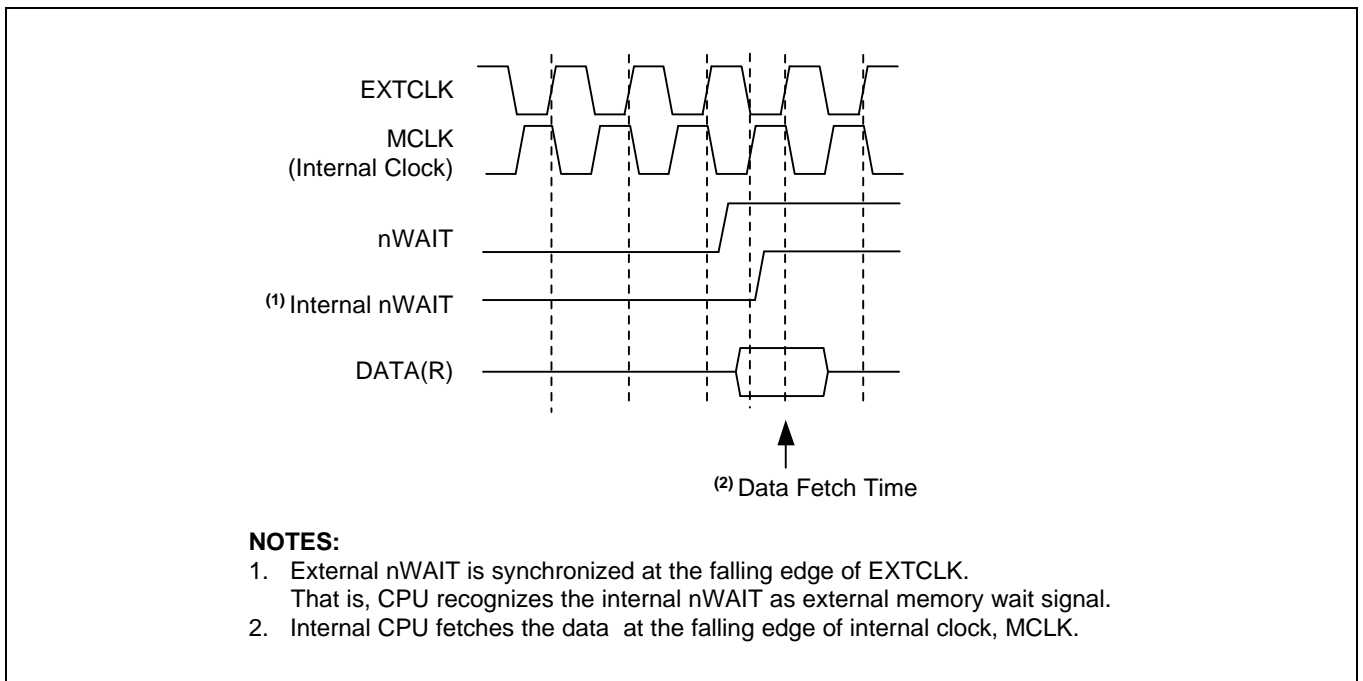 EXTCLK
MCLK
(Internal Clock)
nWAIT
(1) Internal nWAIT
DATA(R)
(2) Data Fetch Time
NOTES:
1. External nWAIT is synchronized at the falling edge of EXTCLK.
That is, CPU recognizes the internal nWAIT as external memory wait signal.
2. Internal CPU fetches the data at the falling edge of internal clock, MCLK.